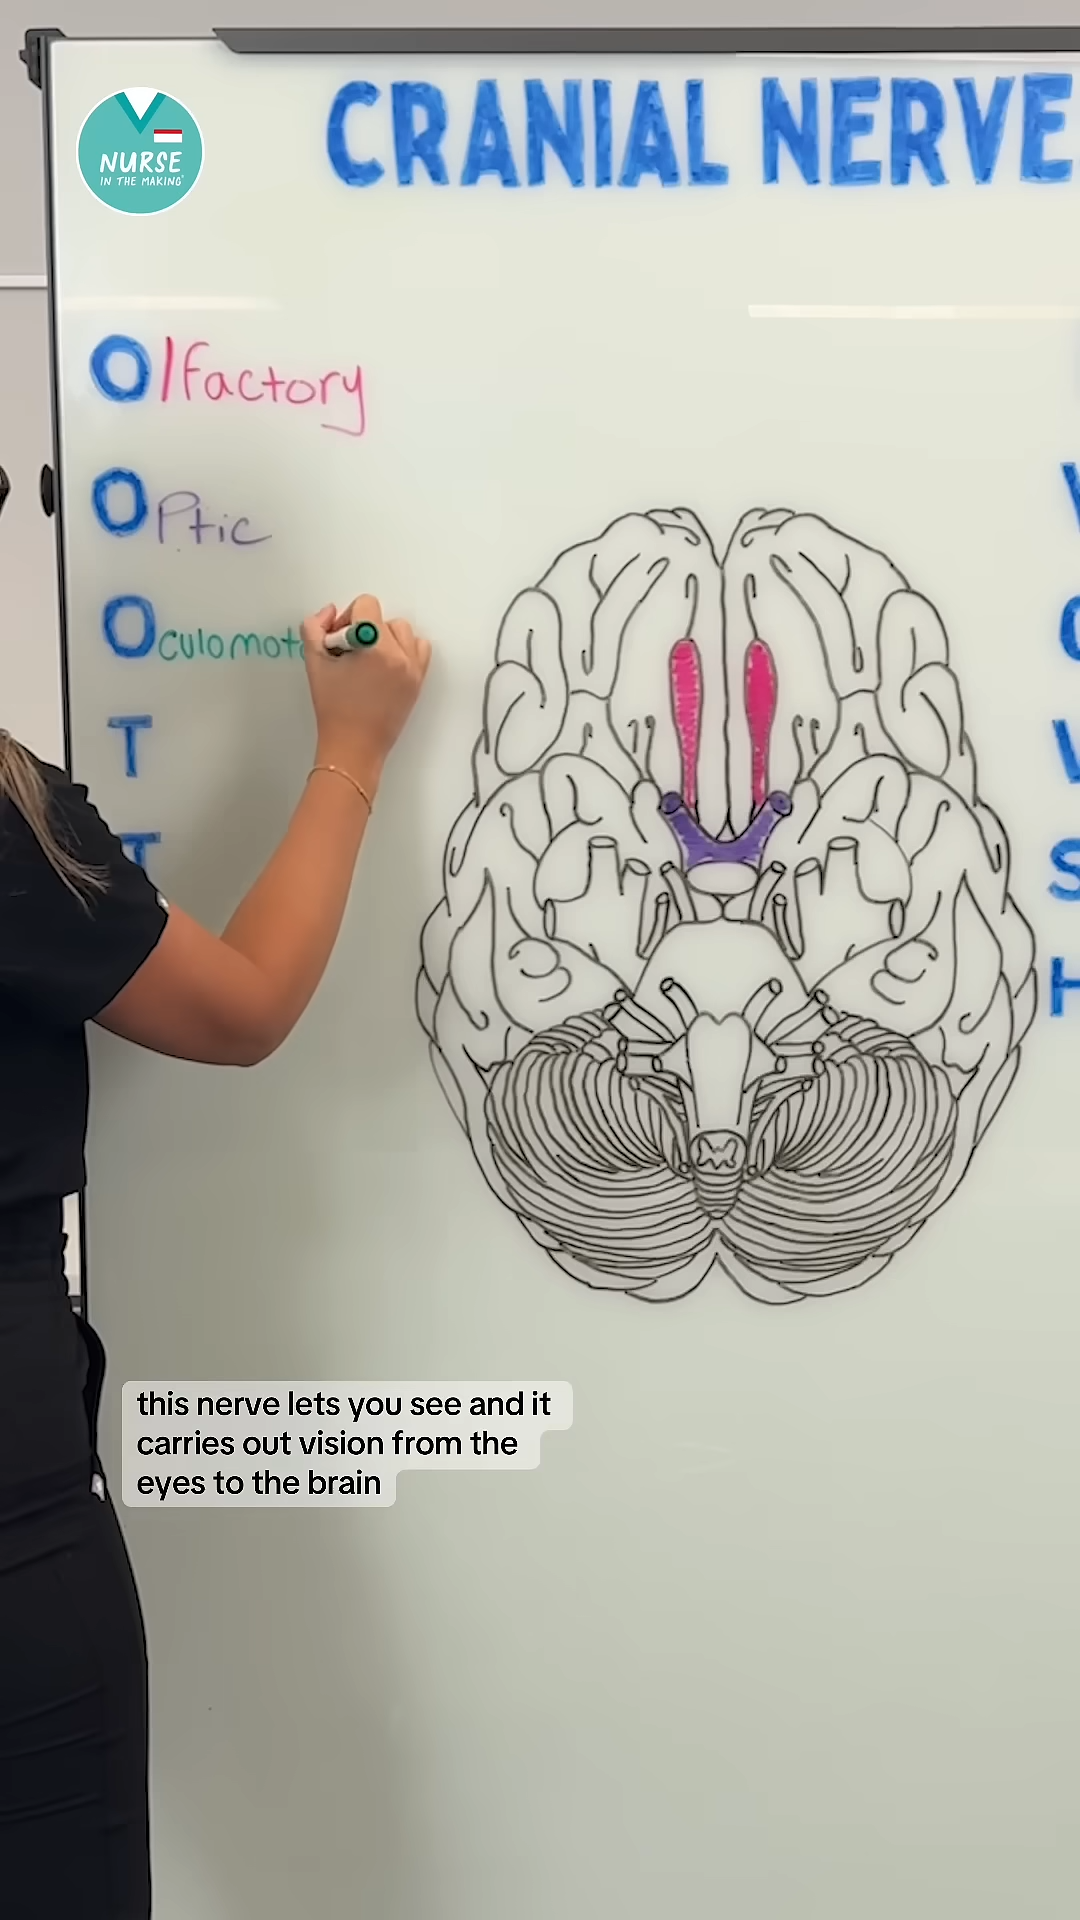 CRANIAL NERVE
NURSE
IN THE MAKING
Olfactory
Optic
Oculomot
T
T
V
S
H
this nerve lets you see and it
carries out vision from the
eyes to the brain